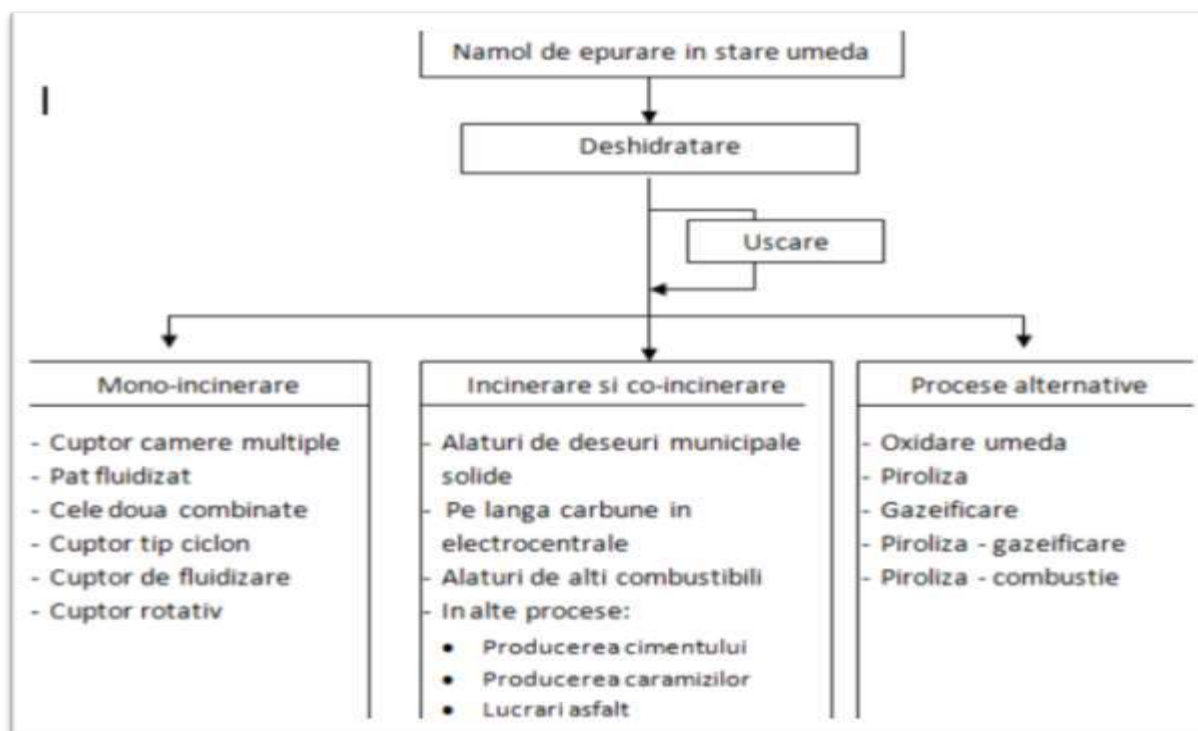 Namol de epurare in stare umeda
Deshidratare
Uscare
Mono-incinerare
- Cuptor camere multiple
- Pat fluidizat
- Cele doua combinate
- Cuptor tip ciclon
- Cuptor de fluidizare
- Cuptor rotativ
Incinerare si co-incinerare
- Alaturi de deseuri municipale
solide
- Pe langa carbune in
electrocentrale
- Alaturi de alti combustibili
- In alte procese:
• Producerea cimentului
• Producerea caramizilor
• Lucrari asfalt
Procese alternative
- Oxidare umeda
- Piroliza
- Gazeificare
- Piroliza - gazeificare
- Piroliza - combustie